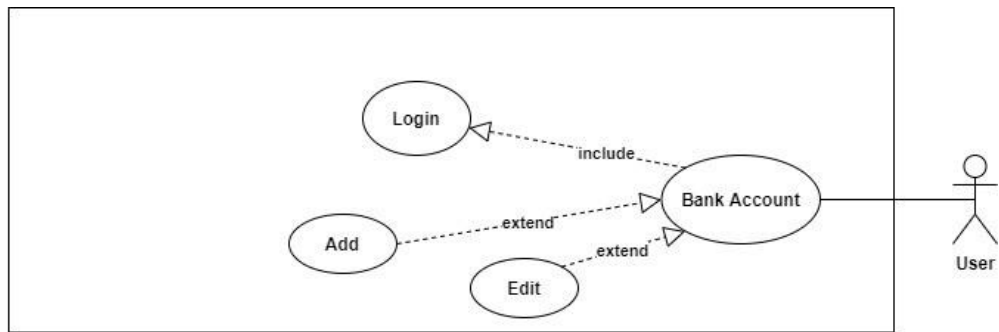 Login
include
Bank Account
extend
Add
extend
Edit
User